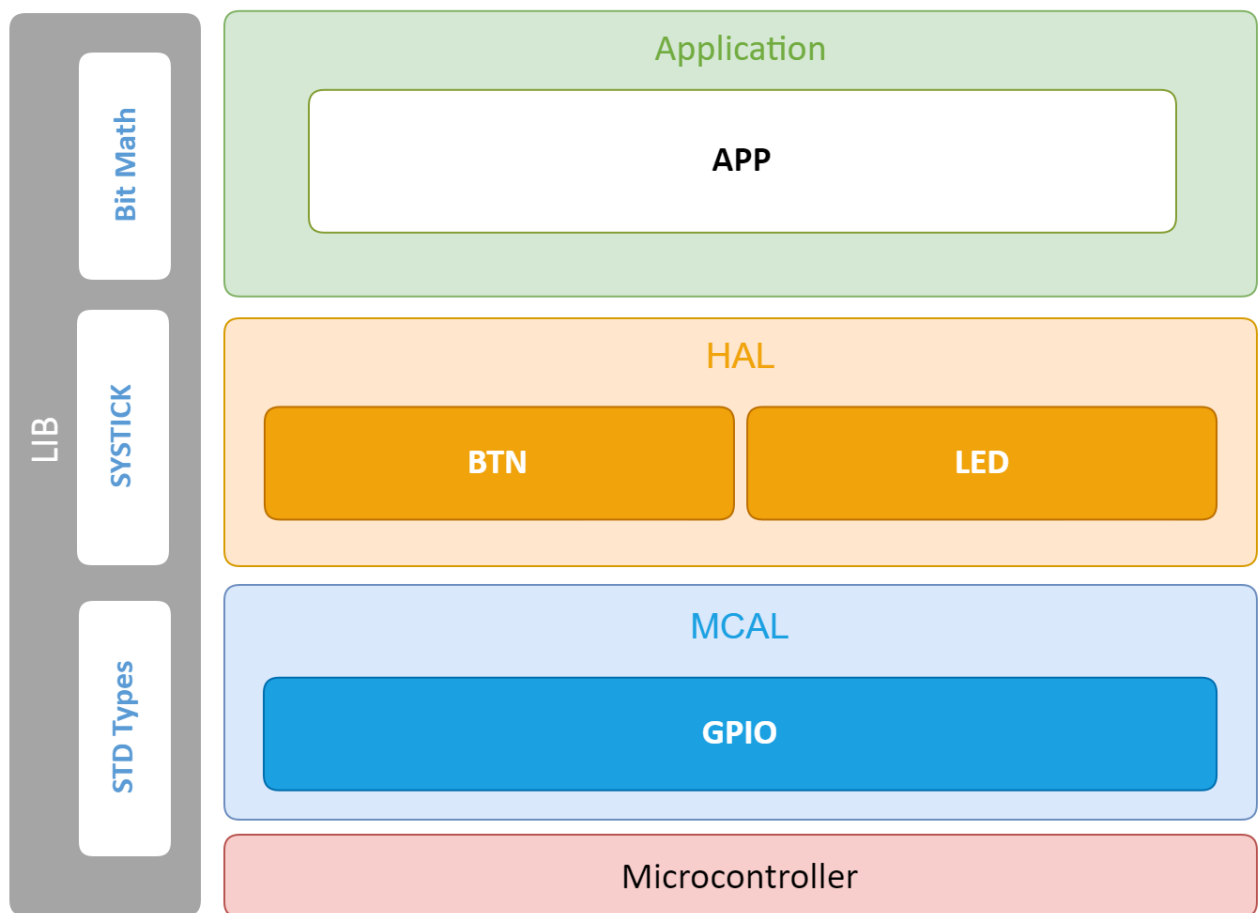 LIB
Bit Math
SYSTICK
STD Types
Application
APP
HAL
BTN
LED
MCAL
GPIO
Microcontroller